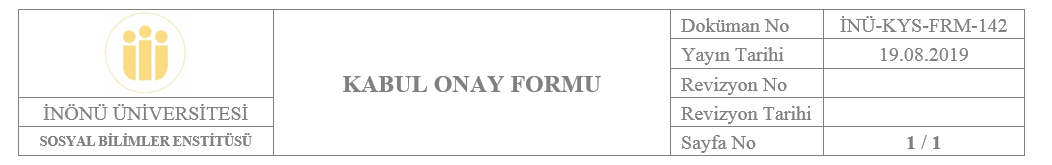 İNÖNÜ ÜNİVERSİTESİ
SOSYAL BİLİMLER ENSTİTÜSÜ
KABUL ONAY FORMU
Doküman No İNÜ-KYS-FRM-142
Yayın Tarihi 19.08.2019
Revizyon No
Revizyon Tarihi
Sayfa No 1 / 1